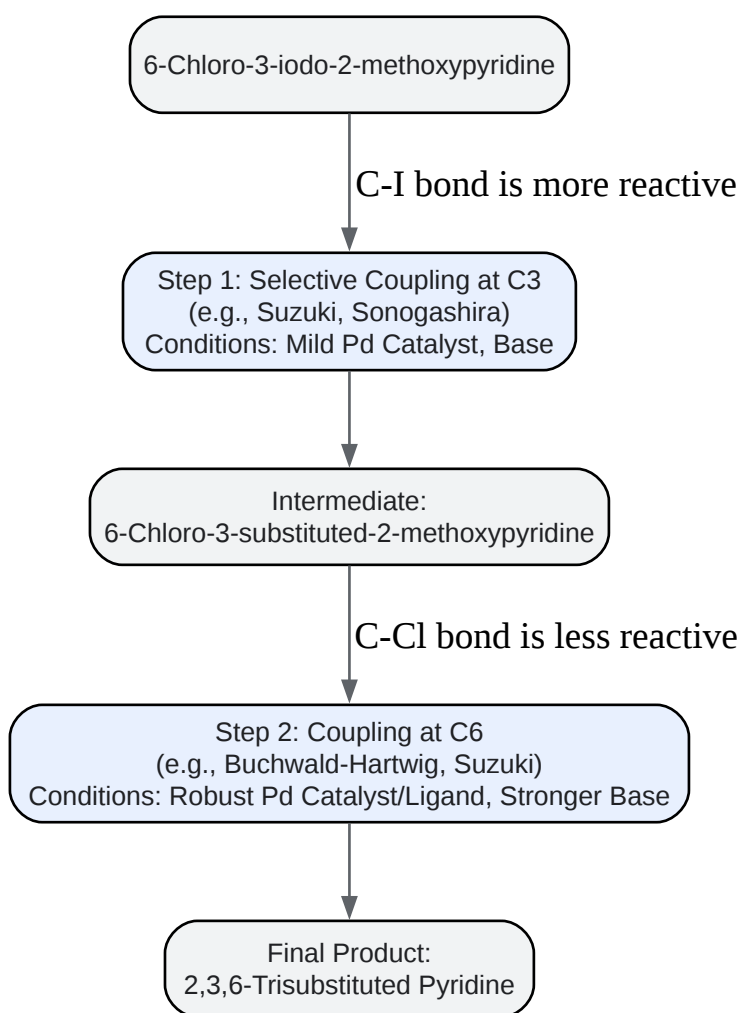 6-Chloro-3-iodo-2-methoxypyridine
C-I bond is more reactive
Step 1: Selective Coupling at C3
(e.g., Suzuki, Sonogashira)
Conditions: Mild Pd Catalyst, Base
Intermediate:
6-Chloro-3-substituted-2-methoxypyridine
C-Cl bond is less reactive
Step 2: Coupling at C6
(e.g., Buchwald-Hartwig, Suzuki)
Conditions: Robust Pd Catalyst/Ligand, Stronger Base
Final Product:
2,3,6-Trisubstituted Pyridine